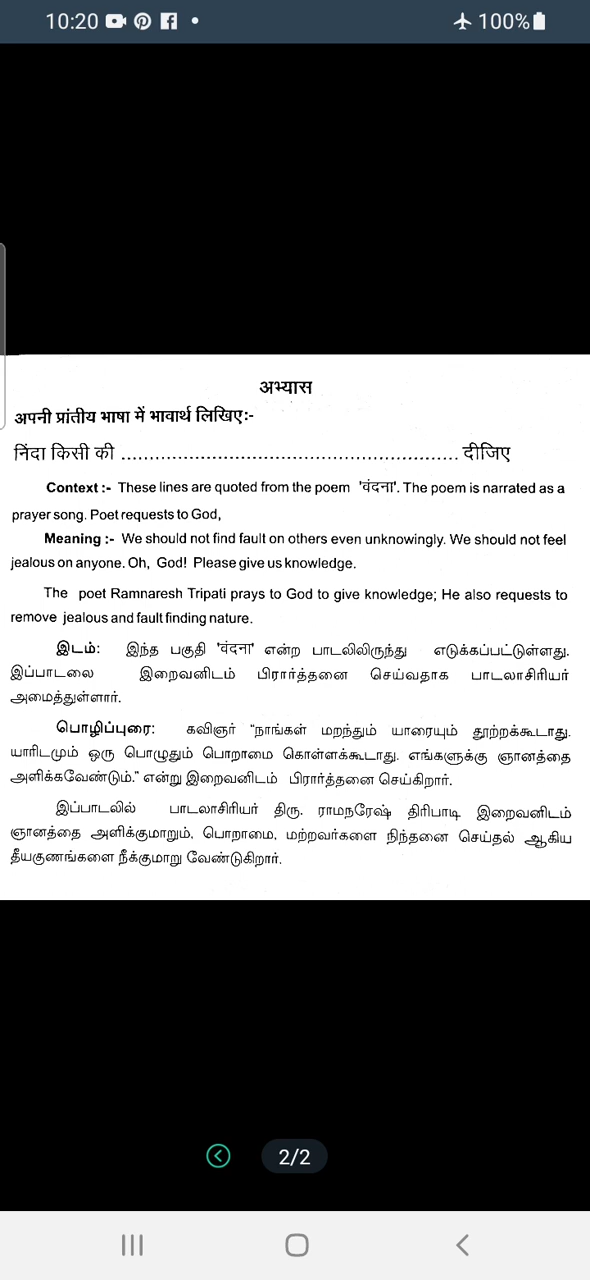 10:20
100%
अभ्यास
अपनी प्रांतीय भाषा में भावार्थ लिखिए:-
निंदा किसी की ............................................................ दीजिए
Context :- These lines are quoted from the poem 'वंदना'. The poem is narrated as a
prayer song. Poet requests to God,
Meaning :- We should not find fault on others even unknowingly. We should not feel
jealous on anyone. Oh, God! Please give us knowledge.
The poet Ramnaresh Tripati prays to God to give knowledge; He also requests to
remove jealous and fault finding nature.
இடம்: இந்த பகுதி 'वंदना' என்ற பாடலிலிருந்து எடுக்கப்பட்டுள்ளது.
இப்பாடலை இறைவனிடம் பிரார்த்தனை செய்வதாக பாடலாசிரியர்
அமைத்துள்ளார்.
பொழிப்புரை: கவிஞர் "நாங்கள் மறந்தும் யாரையும் தூற்றக்கூடாது.
யாரிடமும் ஒரு பொழுதும் பொறாமை கொள்ளக்கூடாது. எங்களுக்கு ஞானத்தை
அளிக்கவேண்டும்." என்று இறைவனிடம் பிரார்த்தனை செய்கிறார்.
இப்பாடலில் பாடலாசிரியர் திரு. ராமநரேஷ் திரிபாடி இறைவனிடம்
ஞானத்தை அளிக்குமாறும், பொறாமை, மற்றவர்களை நிந்தனை செய்தல் ஆகிய
தீயகுணங்களை நீக்குமாறு வேண்டுகிறார்.
2/2